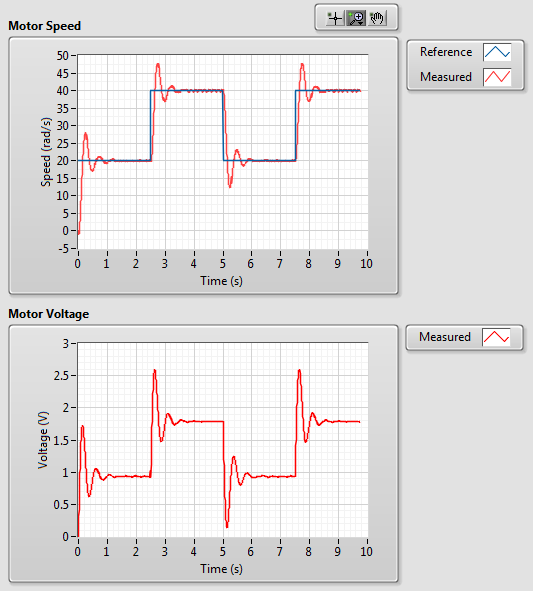 Motor Speed
Reference
Measured
Speed (rad/s)
50
45
40
35
30
25
20
15
10
5
0
-5
0 1 2 3 4 5 6 7 8 9 10
Time (s)
Motor Voltage
Measured
Voltage (V)
3
2.5
2
1.5
1
0.5
0
0 1 2 3 4 5 6 7 8 9 10
Time (s)